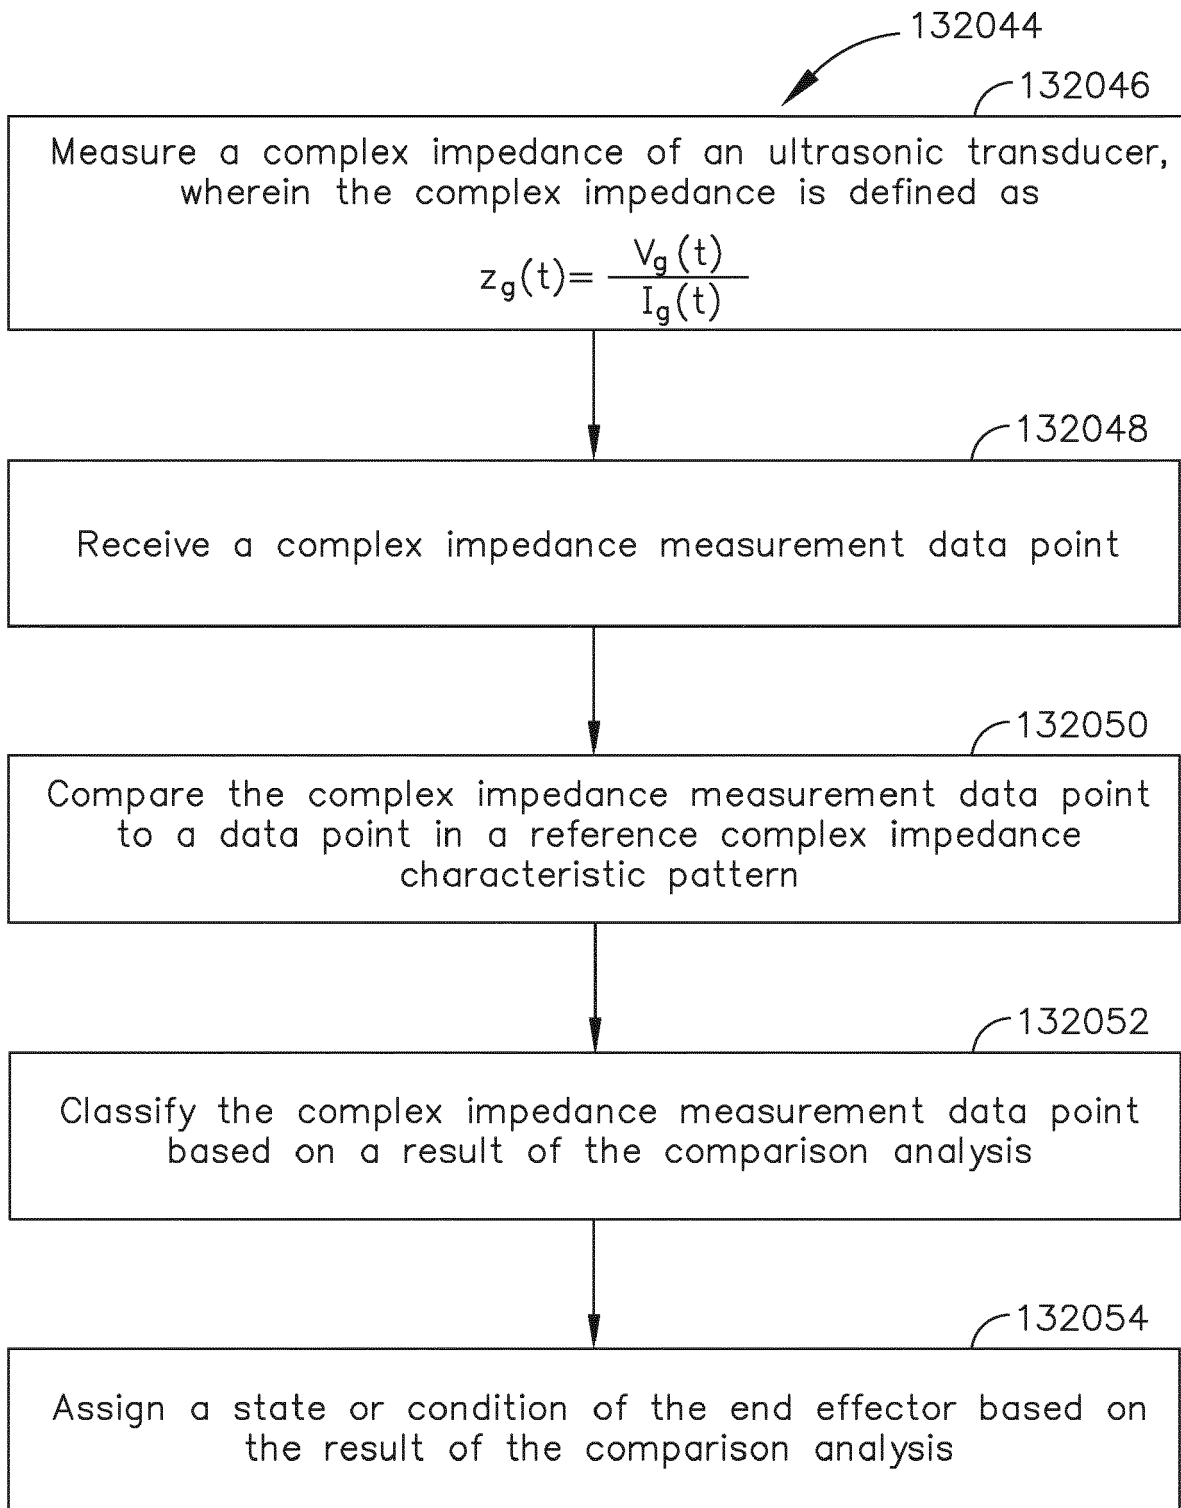 132044
132046
Measure a complex impedance of an ultrasonic transducer,
wherein the complex impedance is defined as
z_g(t)= V_g(t) / I_g(t)
132048
Receive a complex impedance measurement data point
132050
Compare the complex impedance measurement data point
to a data point in a reference complex impedance
characteristic pattern
132052
Classify the complex impedance measurement data point
based on a result of the comparison analysis
132054
Assign a state or condition of the end effector based on
the result of the comparison analysis